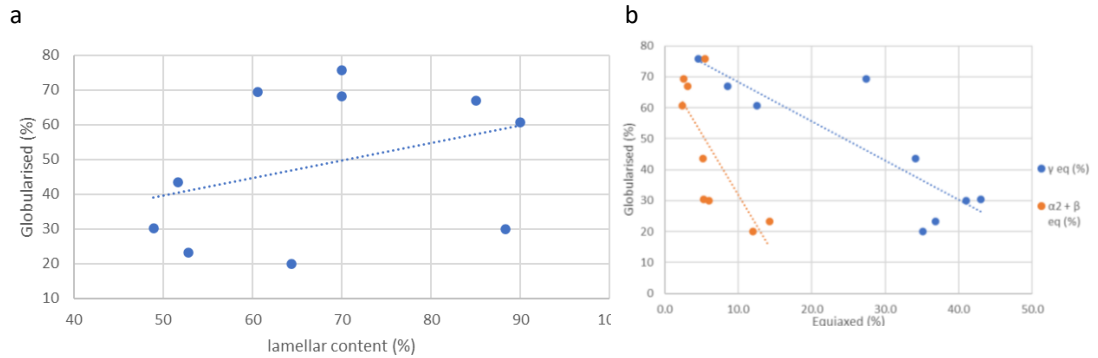 a
80
70
60
50
40
30
20
10
Globularised (%)
40 50 60 70 80 90 10
lamellar content (%)
b
80
70
60
50
40
30
20
10
0
Globularised (%)
0.0 10.0 20.0 30.0 40.0 50.0
Equiaxed (%)
γ eq (%)
α2 + β
eq (%)